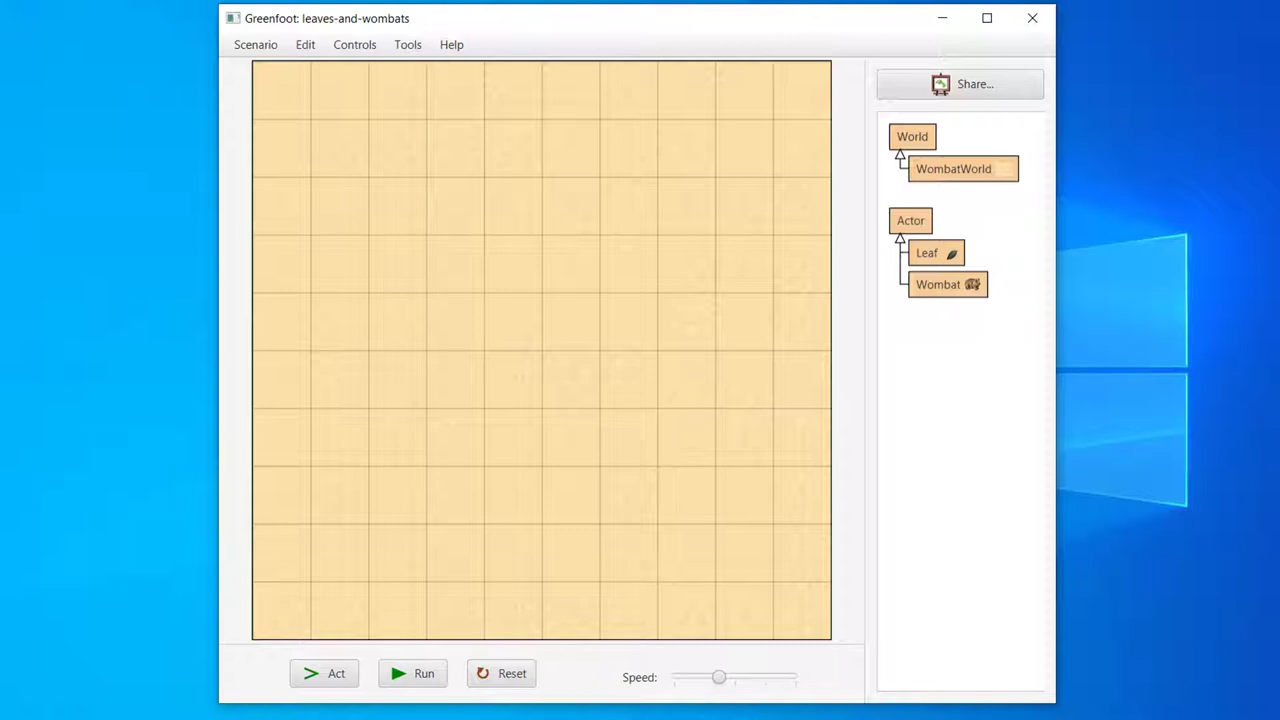 Greenfoot: leaves-and-wombats
Scenario Edit Controls Tools Help
Share...
World
WombatWorld
Actor
Leaf
Wombat
Act Run Reset Speed: